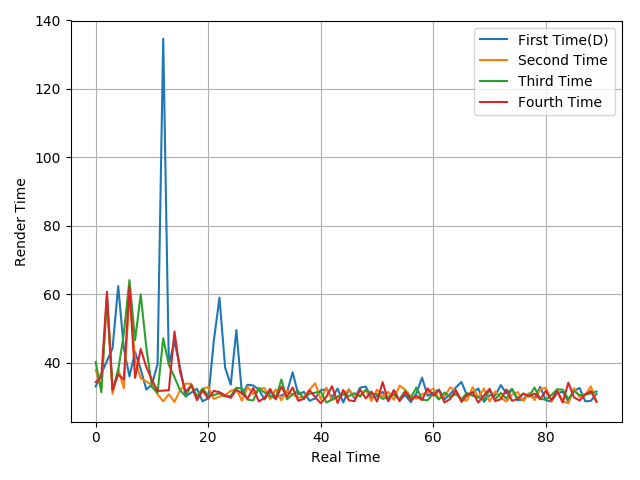 140
120
100
80
60
40
0
20
40
60
80
Render Time
Real Time
First Time(D)
Second Time
Third Time
Fourth Time